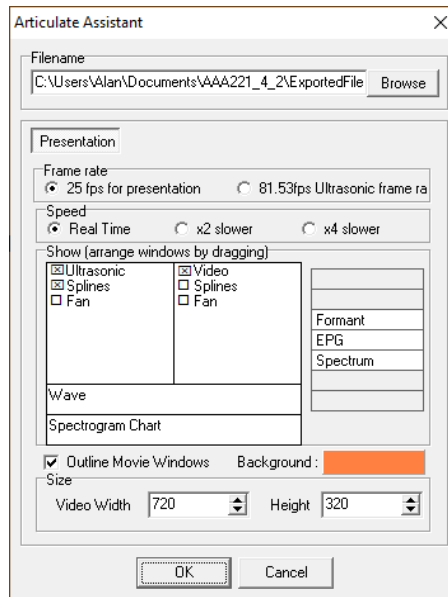 Articulate Assistant
Filename
C:\Users\Alan\Documents\AAA221_4_2\ExportedFile Browse
Presentation
Frame rate
25 fps for presentation 81.53fps Ultrasonic frame ra
Speed
Real Time x2 slower x4 slower
Show (arrange windows by dragging)
Ultrasonic Video
Splines Splines
Fan Fan
Formant
EPG
Spectrum
Wave
Spectrogram Chart
Outline Movie Windows Background :
Size
Video Width 720 Height 320
OK Cancel